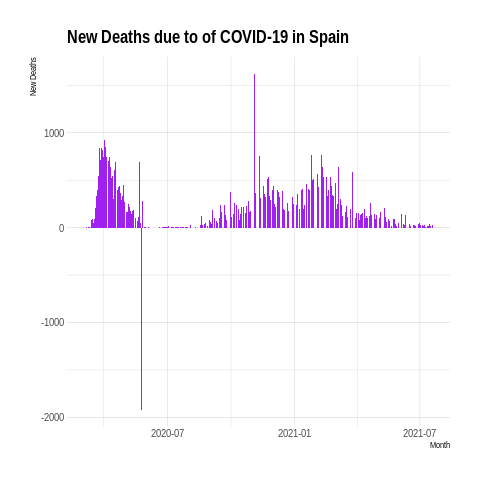 New Deaths due to of COVID-19 in Spain
New Deaths
1000
0
-1000
-2000
2020-07
2021-01
2021-07
Month